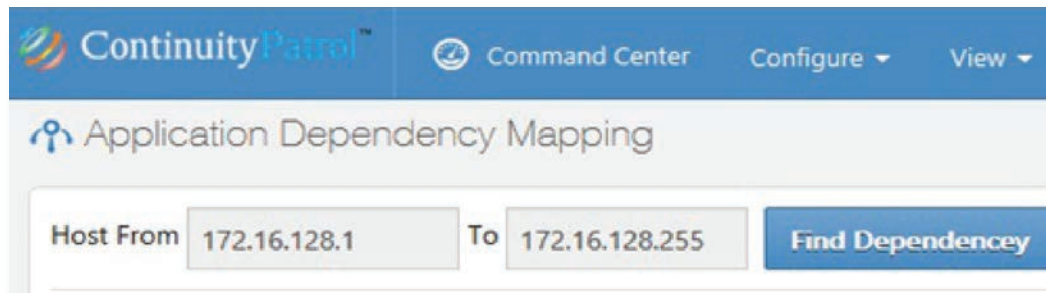 ContinuityPatrol™ Command Center Configure View
Application Dependency Mapping
Host From 172.16.128.1 To 172.16.128.255 Find Dependencey